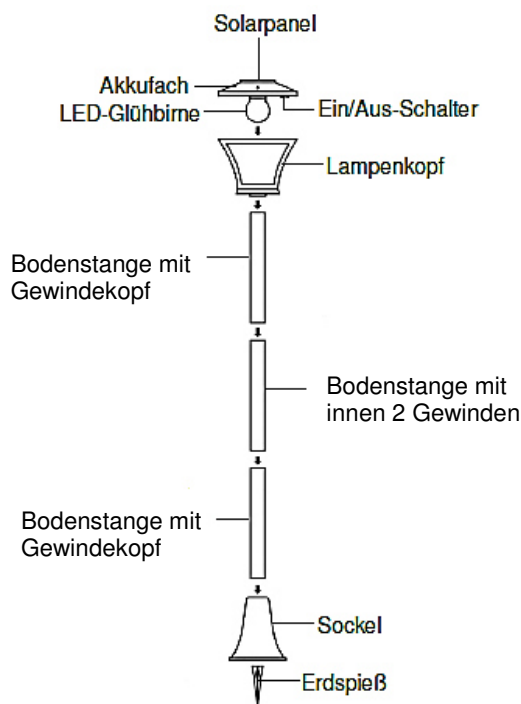 Solarpanel
Akkufach
LED-Glühbirne
Ein/Aus-Schalter
Lampenkopf
Bodenstange mit
Gewindekopf
Bodenstange mit
innen 2 Gewinden
Bodenstange mit
Gewindekopf
Sockel
Erdspieß